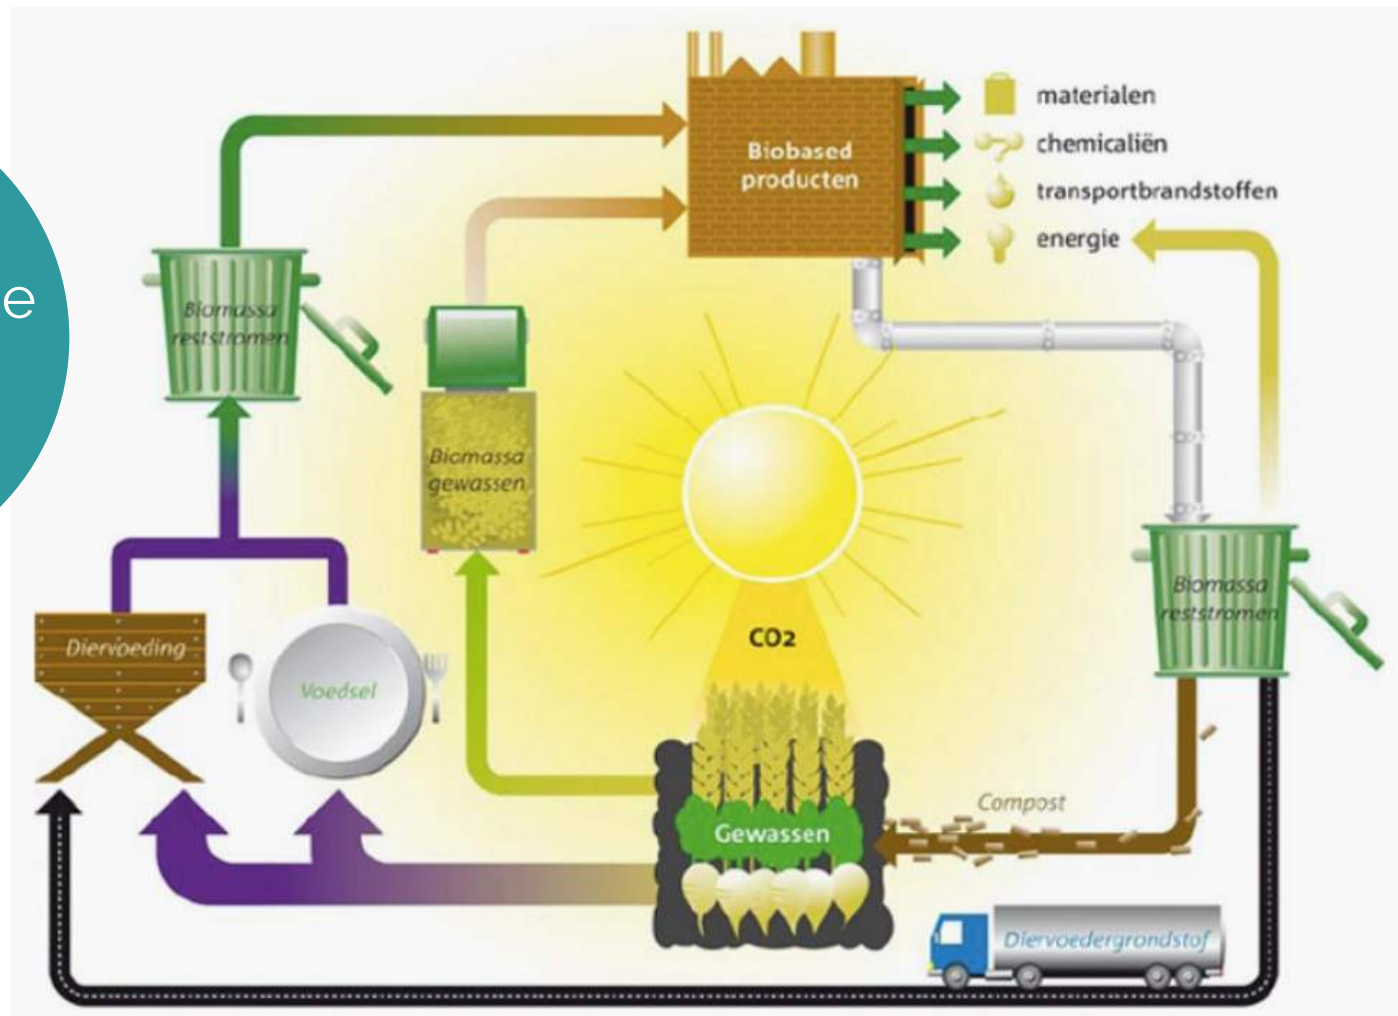 e
Biobased
producten
materialen
chemicaliën
transportbrandstoffen
energie
Biomassa
reststromen
Biomassa
gewassen
Biomassa
reststromen
CO2
Diervoeding
Voedsel
Compost
Gewassen
Diervoedergrondstof